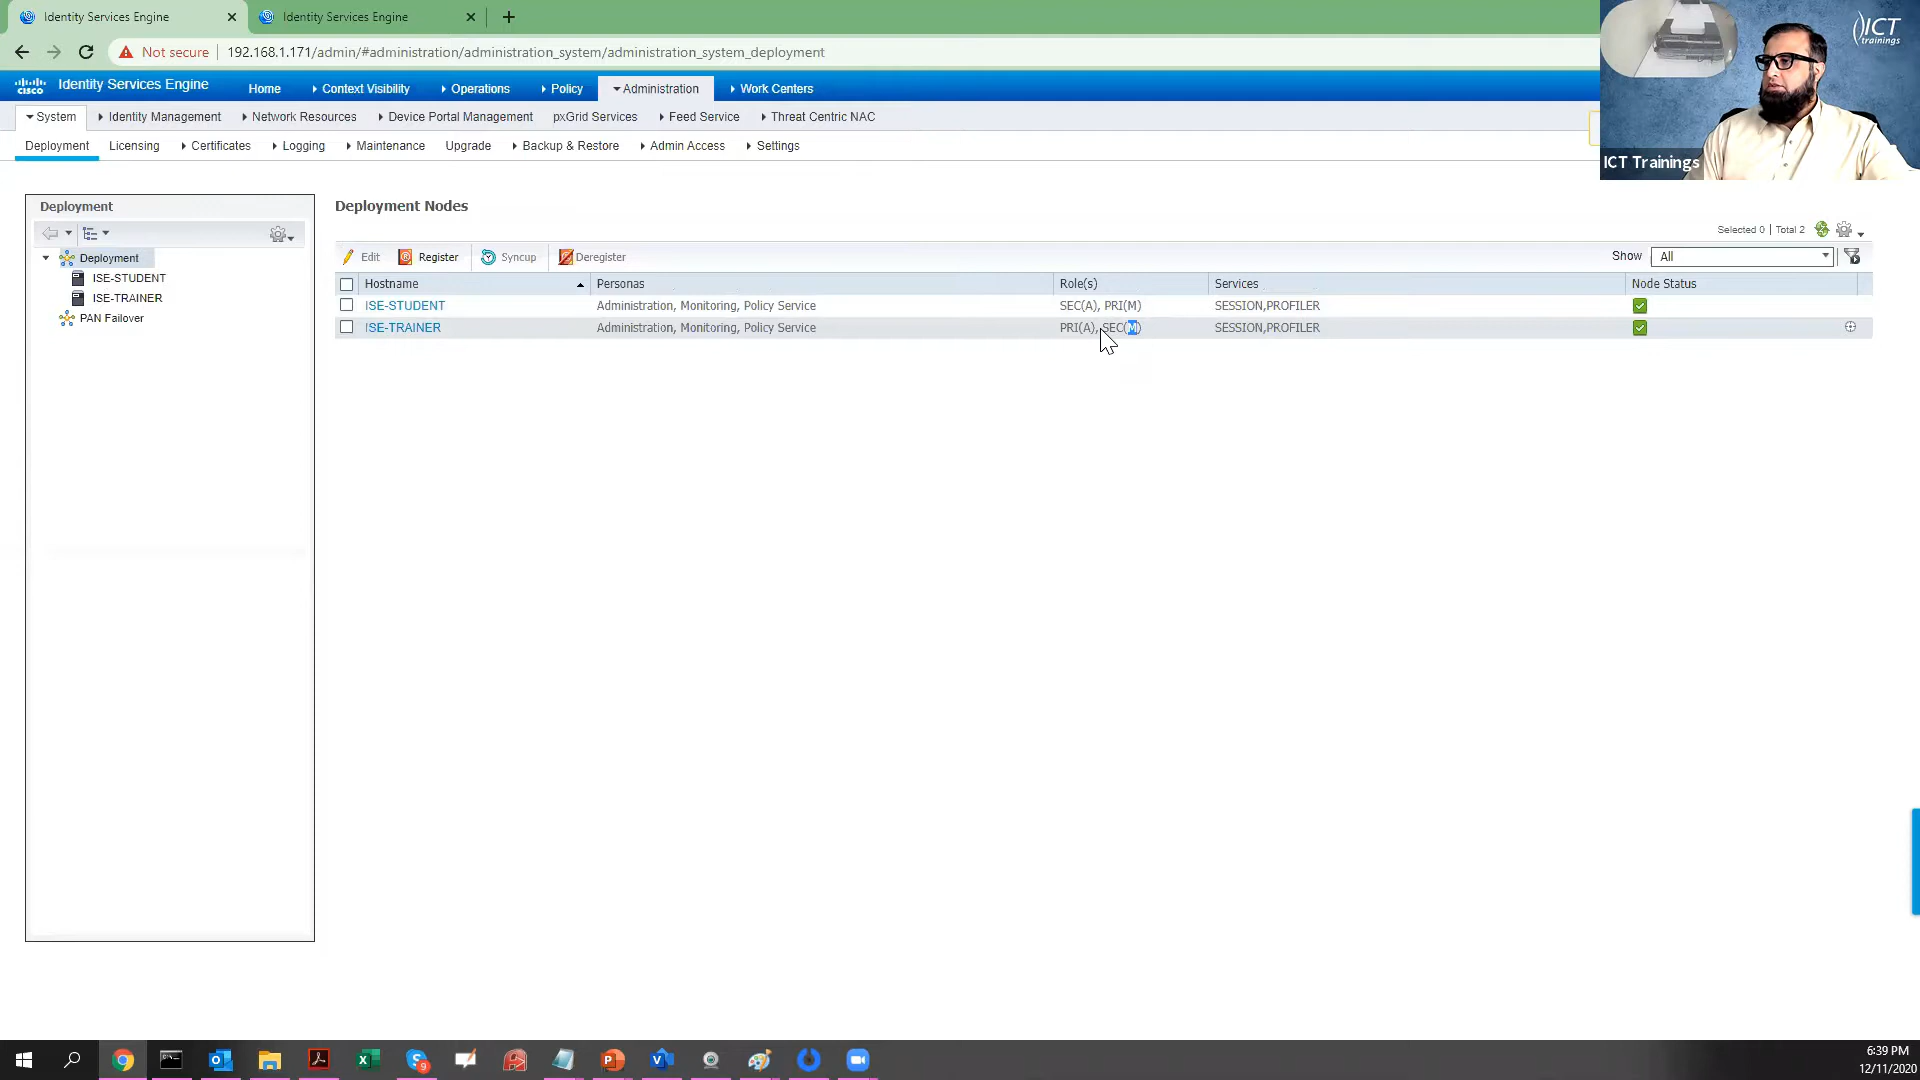 Identity Services Engine
Identity Services Engine
Not secure
192.168.1.171/admin/#administration/administration_system/administration_system_deployment
ICT
trainings
CISCO
Identity Services Engine
Home
Context Visibility
Operations
Policy
Administration
Work Centers
System
Identity Management
Network Resources
Device Portal Management
pxGrid Services
Feed Service
Threat Centric NAC
Deployment
Licensing
Certificates
Logging
Maintenance
Upgrade
Backup & Restore
Admin Access
Settings
ICT Trainings
Deployment
Deployment
ISE-STUDENT
ISE-TRAINER
PAN Failover
Deployment Nodes
Selected 0 | Total 2
Edit
Register
Syncup
Deregister
Show
All
Hostname Personas Role(s) Services Node Status
ISE-STUDENT Administration, Monitoring, Policy Service SEC(A), PRI(M) SESSION,PROFILER
ISE-TRAINER Administration, Monitoring, Policy Service PRI(A), SEC(M) SESSION,PROFILER
9
6:39 PM
12/11/2020